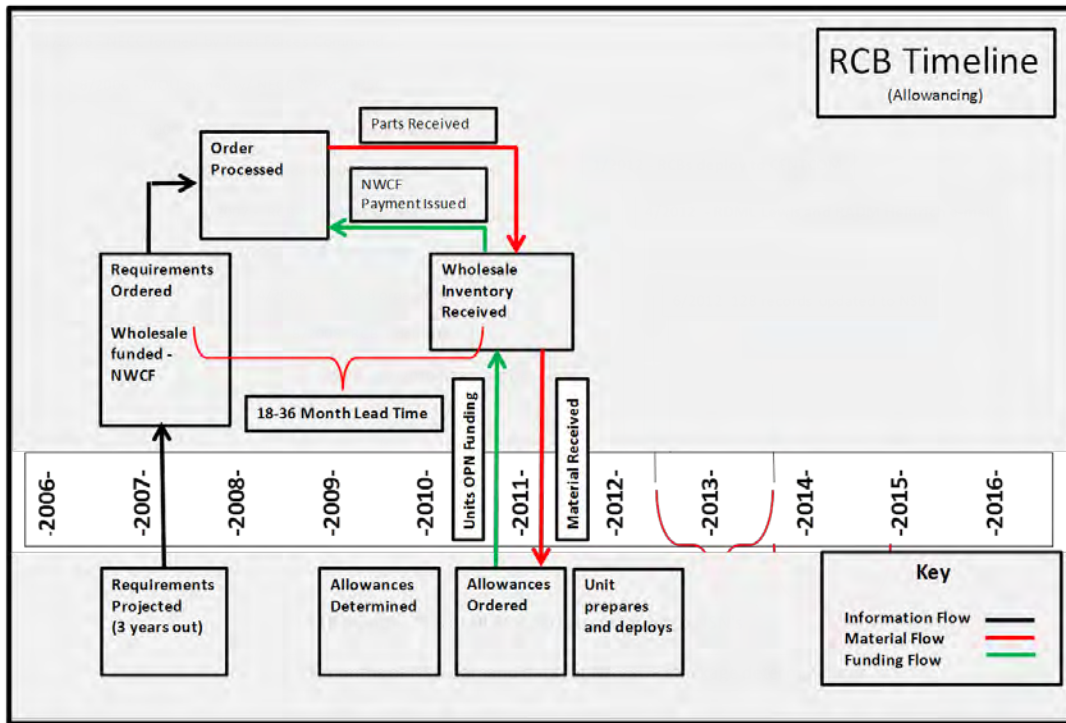 RCB Timeline
(Allowancing)
Parts Received
Order
Processed
NWCF
Payment Issued
Requirements
Ordered
Wholesale
funded -
NWCF
Wholesale
Inventory
Received
18-36 Month Lead Time
Units OPN Funding
Material Received
-2006-
-2007-
-2008-
-2009-
-2010-
-2011-
-2012-
-2013-
-2014-
-2015-
-2016-
Requirements
Projected
(3 years out)
Allowances
Determined
Allowances
Ordered
Unit
prepares
and deploys
Key
Information Flow
Material Flow
Funding Flow